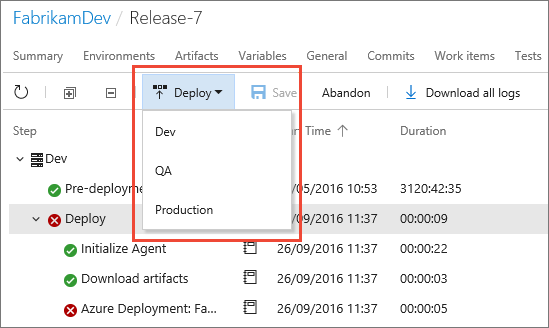 FabrikamDev / Release-7
Summary Environments Artifacts Variables General Commits Work items Tests
Deploy Save Abandon Download all logs
Step Time Duration
Dev
QA
Production
Dev
Pre-deployme /05/2016 10:53 3120:42:35
Deploy /09/2016 11:37 00:00:09
Initialize Agent 26/09/2016 11:37 00:00:22
Download artifacts 26/09/2016 11:37 00:00:03
Azure Deployment: Fa... 26/09/2016 11:37 00:00:05